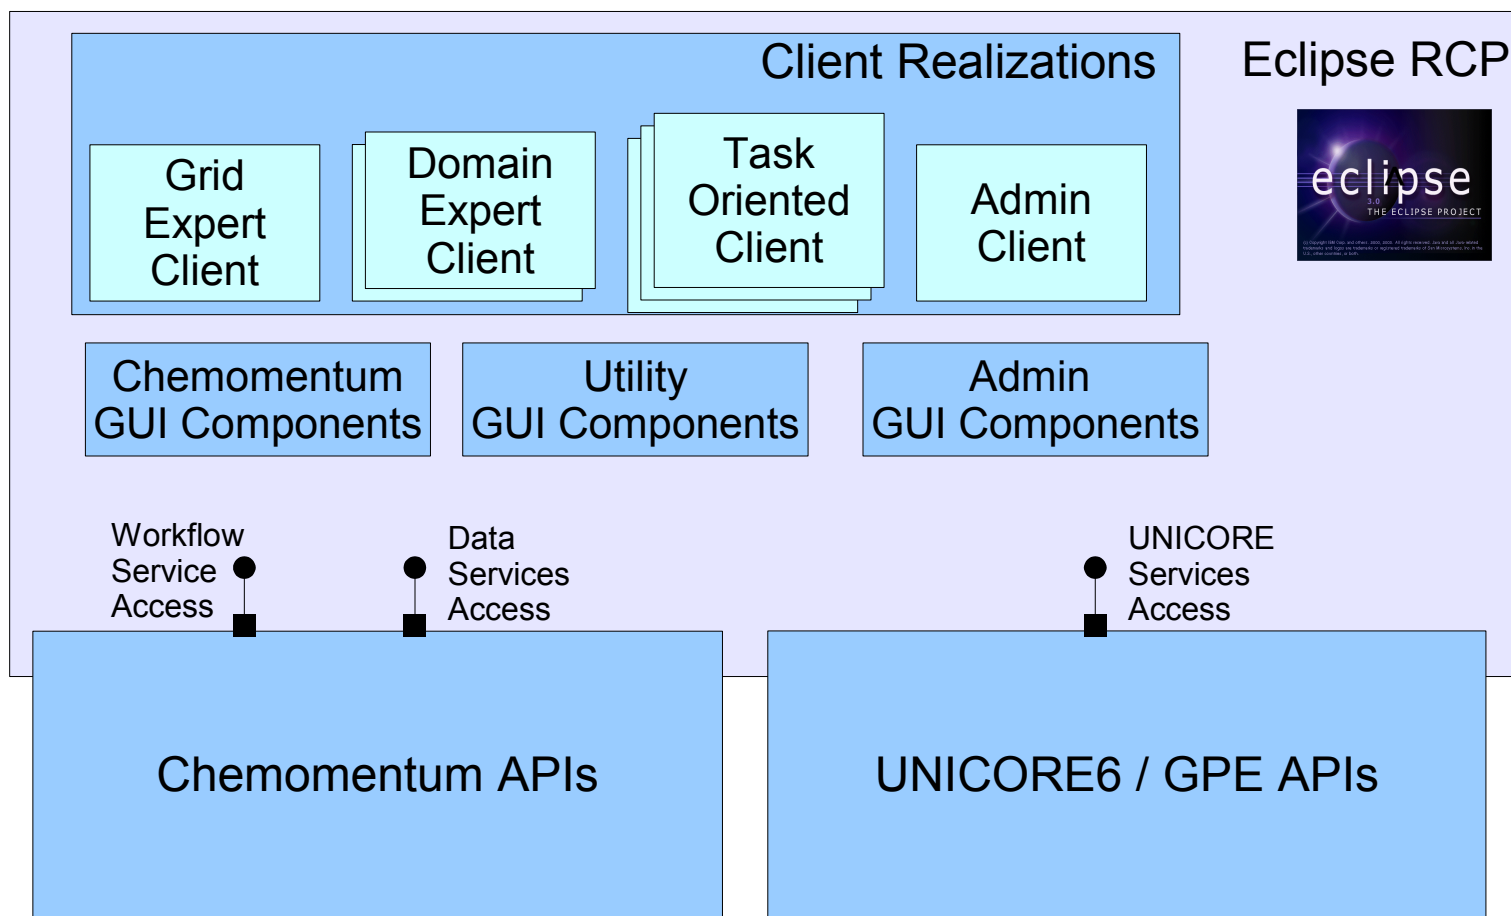 Client Realizations
Eclipse RCP
Grid
Expert
Client
Domain
Expert
Client
Task
Oriented
Client
Admin
Client
eclipse
3.0
THE ECLIPSE PROJECT
Chemomentum
GUI Components
Utility
GUI Components
Admin
GUI Components
Workflow
Service
Access
Data
Services
Access
UNICORE
Services
Access
Chemomentum APIs
UNICORE6 / GPE APIs